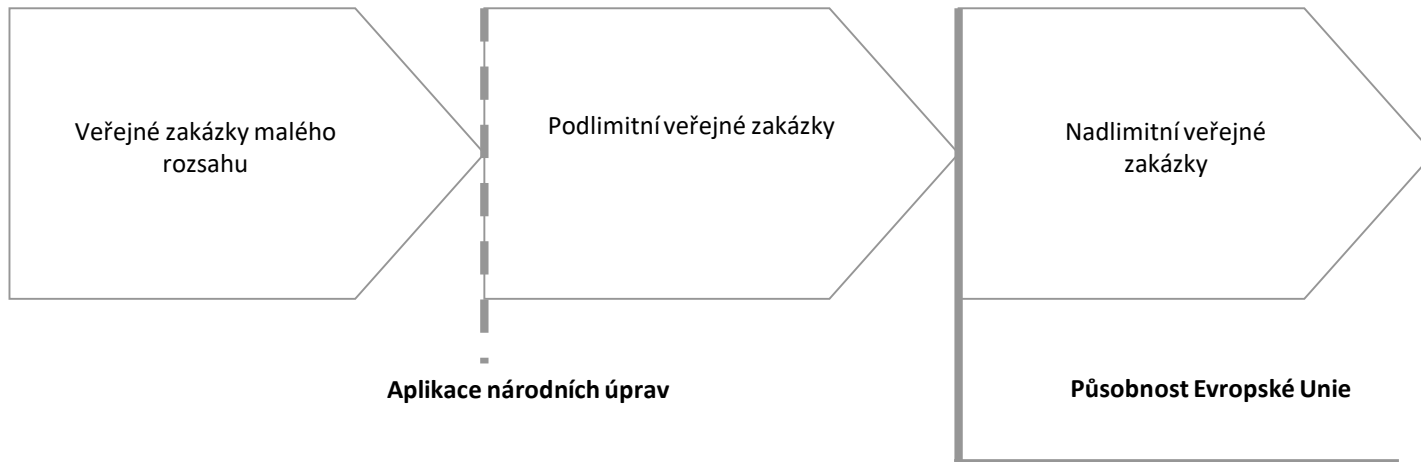 Veřejné zakázky malého
rozsahu
Podlimitní veřejné zakázky
Nadlimitní veřejné
zakázky
Aplikace národních úprav
Působnost Evropské Unie